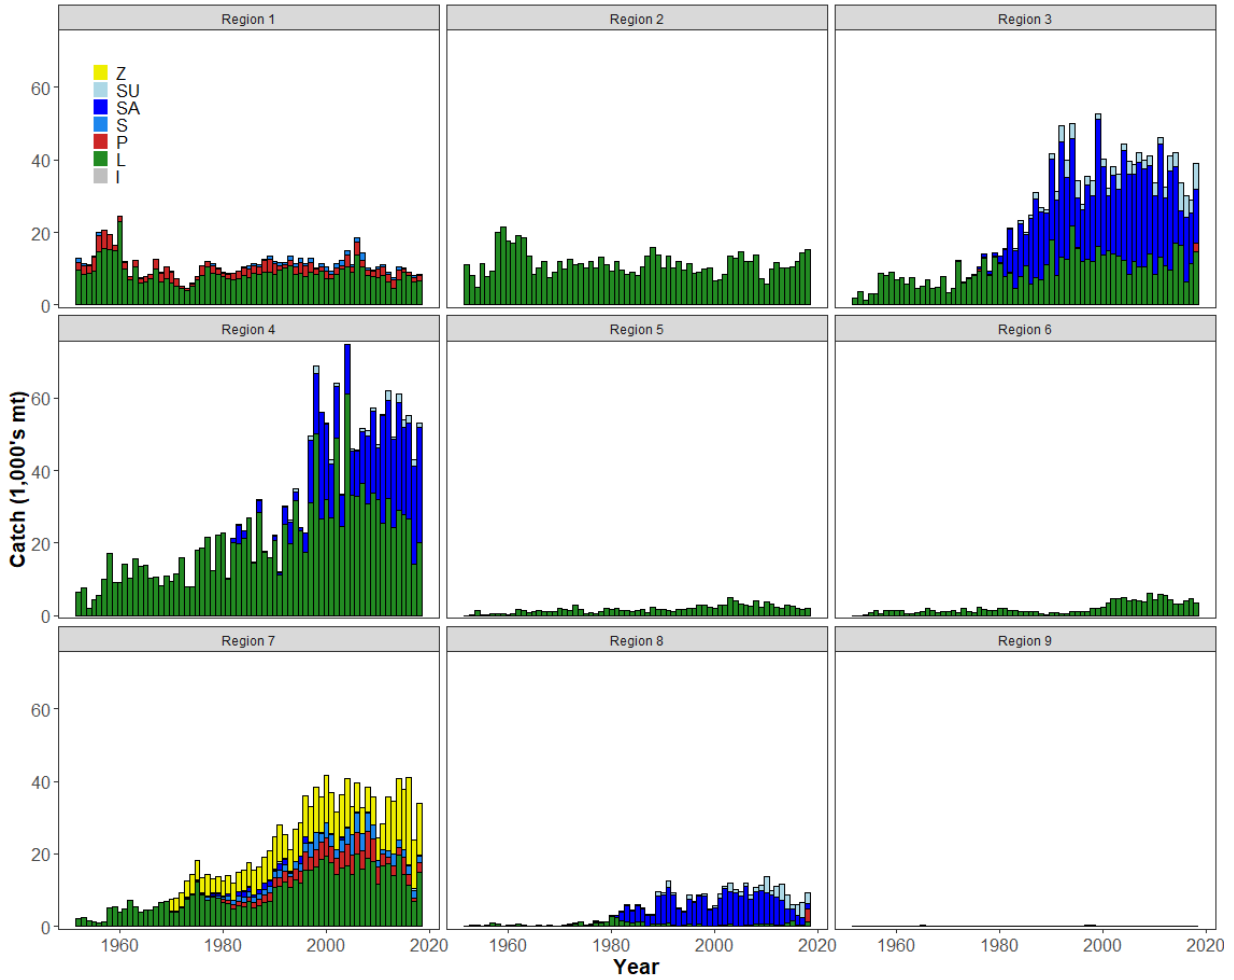 Region 1
Region 2
Region 3
Z
SU
SA
S
P
L
I
60
40
20
0
Region 4
Region 5
Region 6
60
40
20
0
Catch (1,000's mt)
Region 7
Region 8
Region 9
60
40
20
0
1960
1980
2000
2020
1960
1980
2000
2020
1960
1980
2000
2020
Year